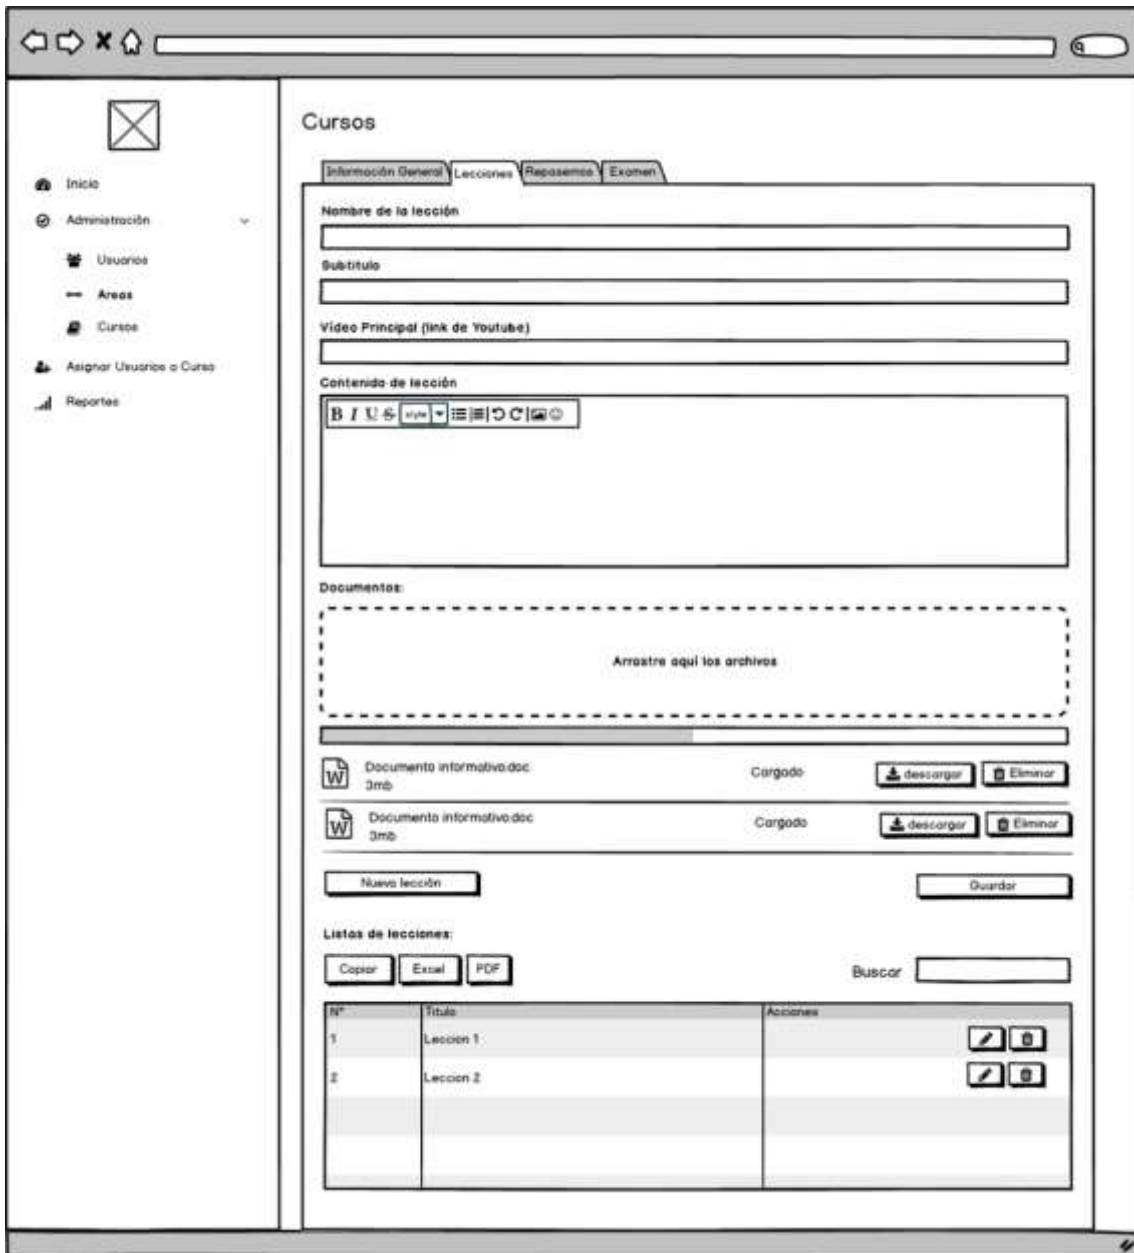 Cursos
Inicio
Administración
Usuarios
Areas
Cursos
Asignar Usuarios a Curso
Reportes
Información General
Lecciones
Repasemos
Examen
Nombre de la lección
Subtitulo
Vídeo Principal (link de Youtube)
Contenido de lección
B I U S style
Documentos:
Arrastre aquí los archivos
W Documento informativo.doc Cargado descargar Eliminar
3mb
W Documento informativo.doc Cargado descargar Eliminar
3mb
Nueva lección Guardar
Listas de lecciones:
Copiar Excel PDF Buscar
N° Titulo Acciones
1 Leccion 1
2 Leccion 2